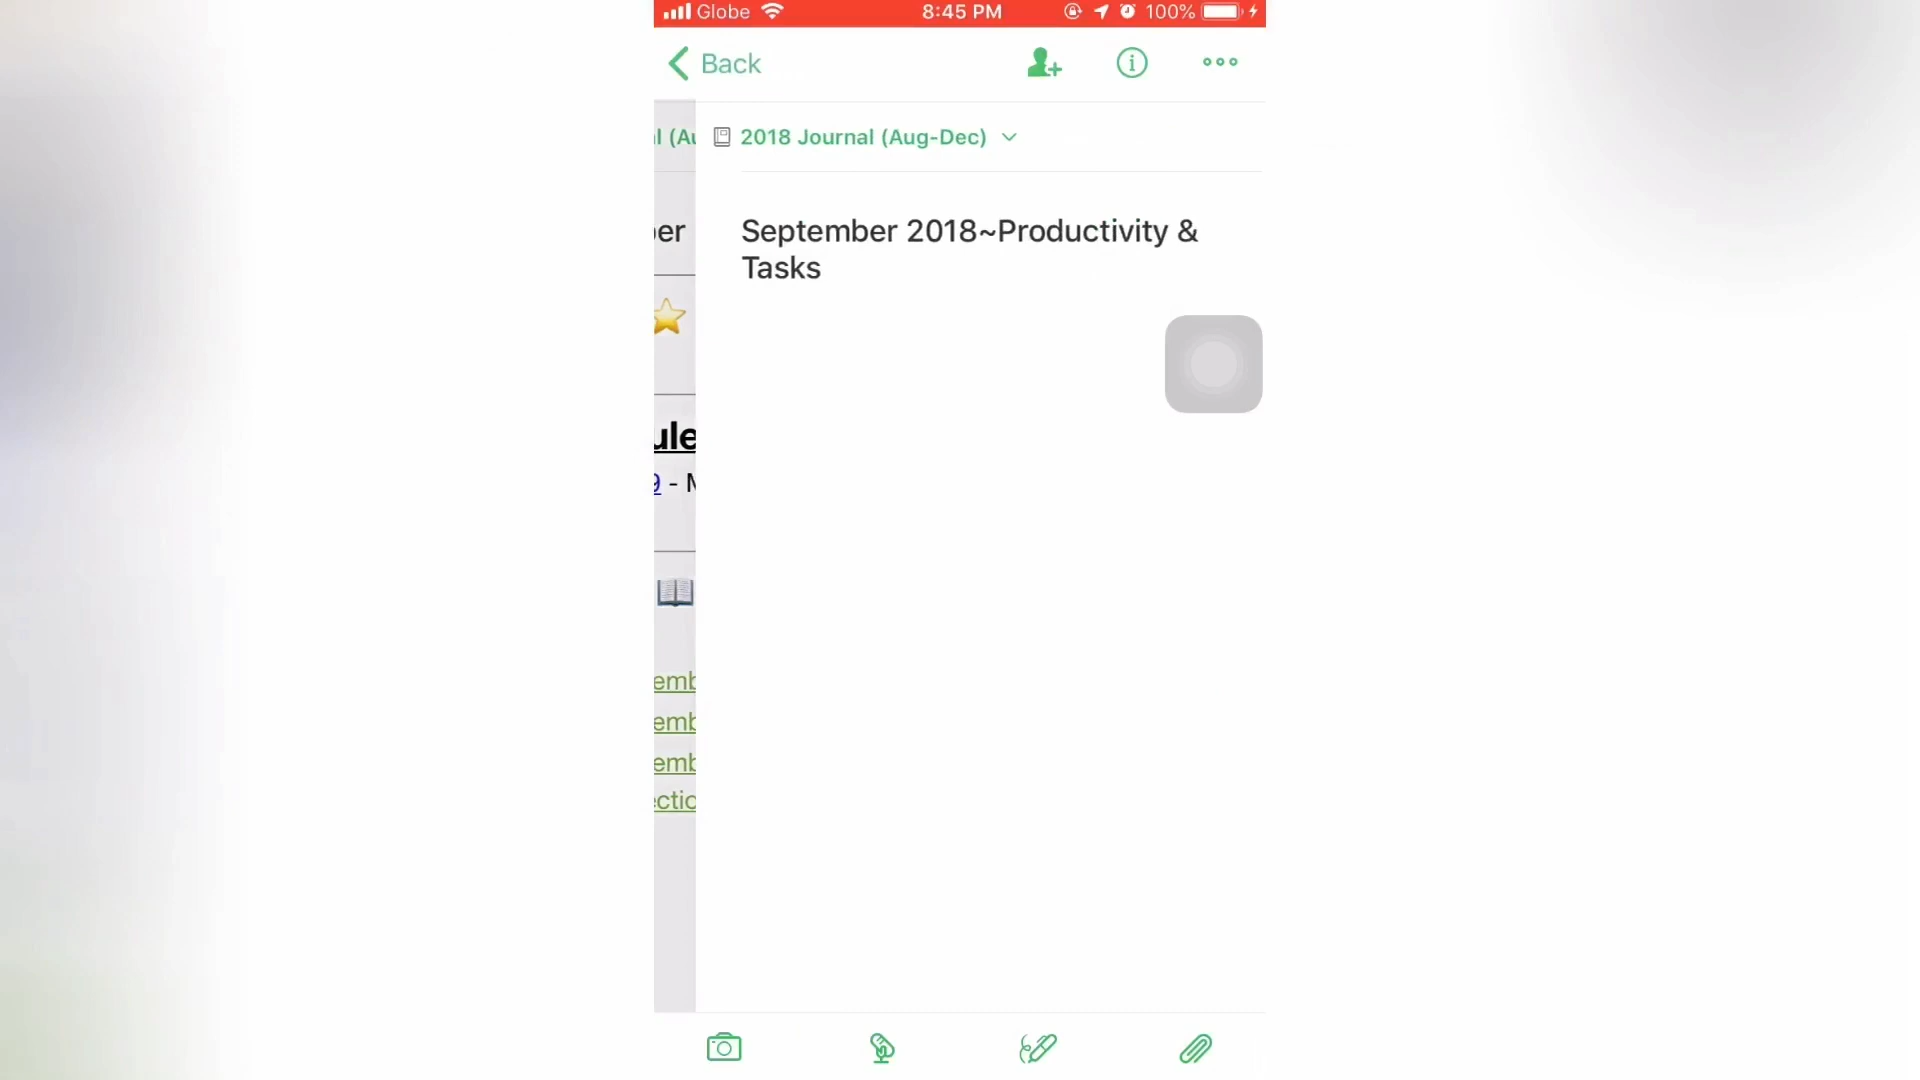 Globe 8:45 PM 100%
Back
2018 Journal (Aug-Dec)
September 2018~Productivity &
Tasks